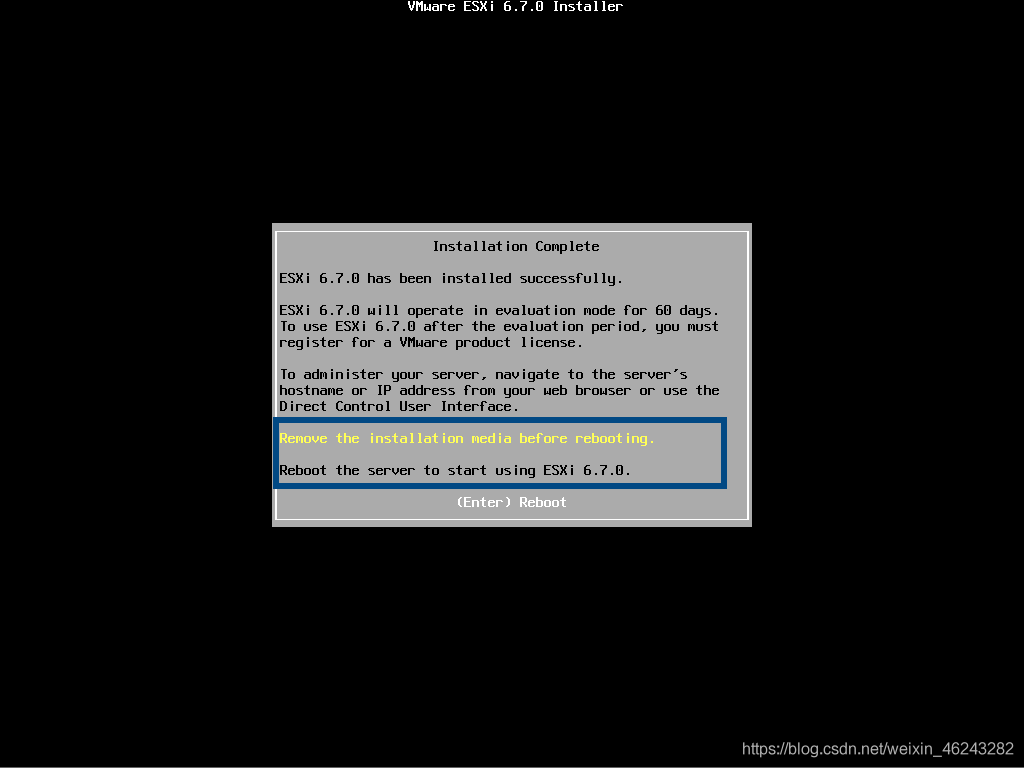 VMware ESXi 6.7.0 Installer
Installation Complete
ESXi 6.7.0 has been installed successfully.
ESXi 6.7.0 will operate in evaluation mode for 60 days.
To use ESXi 6.7.0 after the evaluation period, you must
register for a VMware product license.
To administer your server, navigate to the server's
hostname or IP address from your web browser or use the
Direct Control User Interface.
Remove the installation media before rebooting.
Reboot the server to start using ESXi 6.7.0.
(Enter) Reboot
https://blog.csdn.net/weixin_46243282